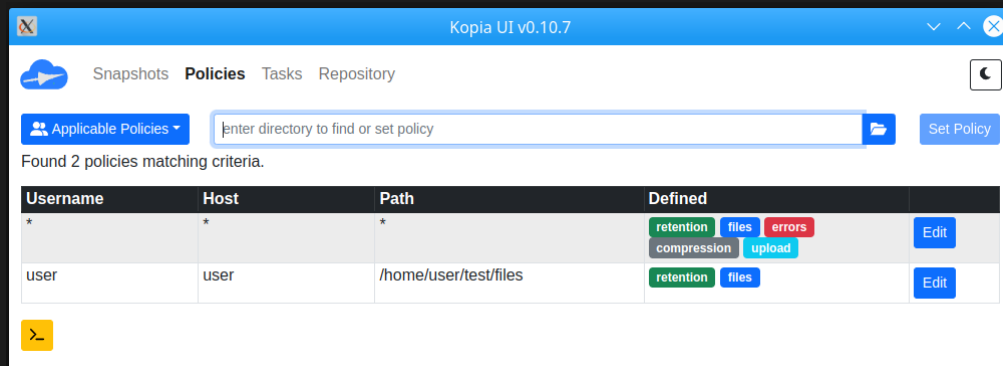 Kopia UI v0.10.7
Snapshots Policies Tasks Repository
Applicable Policies enter directory to find or set policy Set Policy
Found 2 policies matching criteria.
Username Host Path Defined
* * * retention files errors Edit
compression upload
user user /home/user/test/files retention files Edit
>_